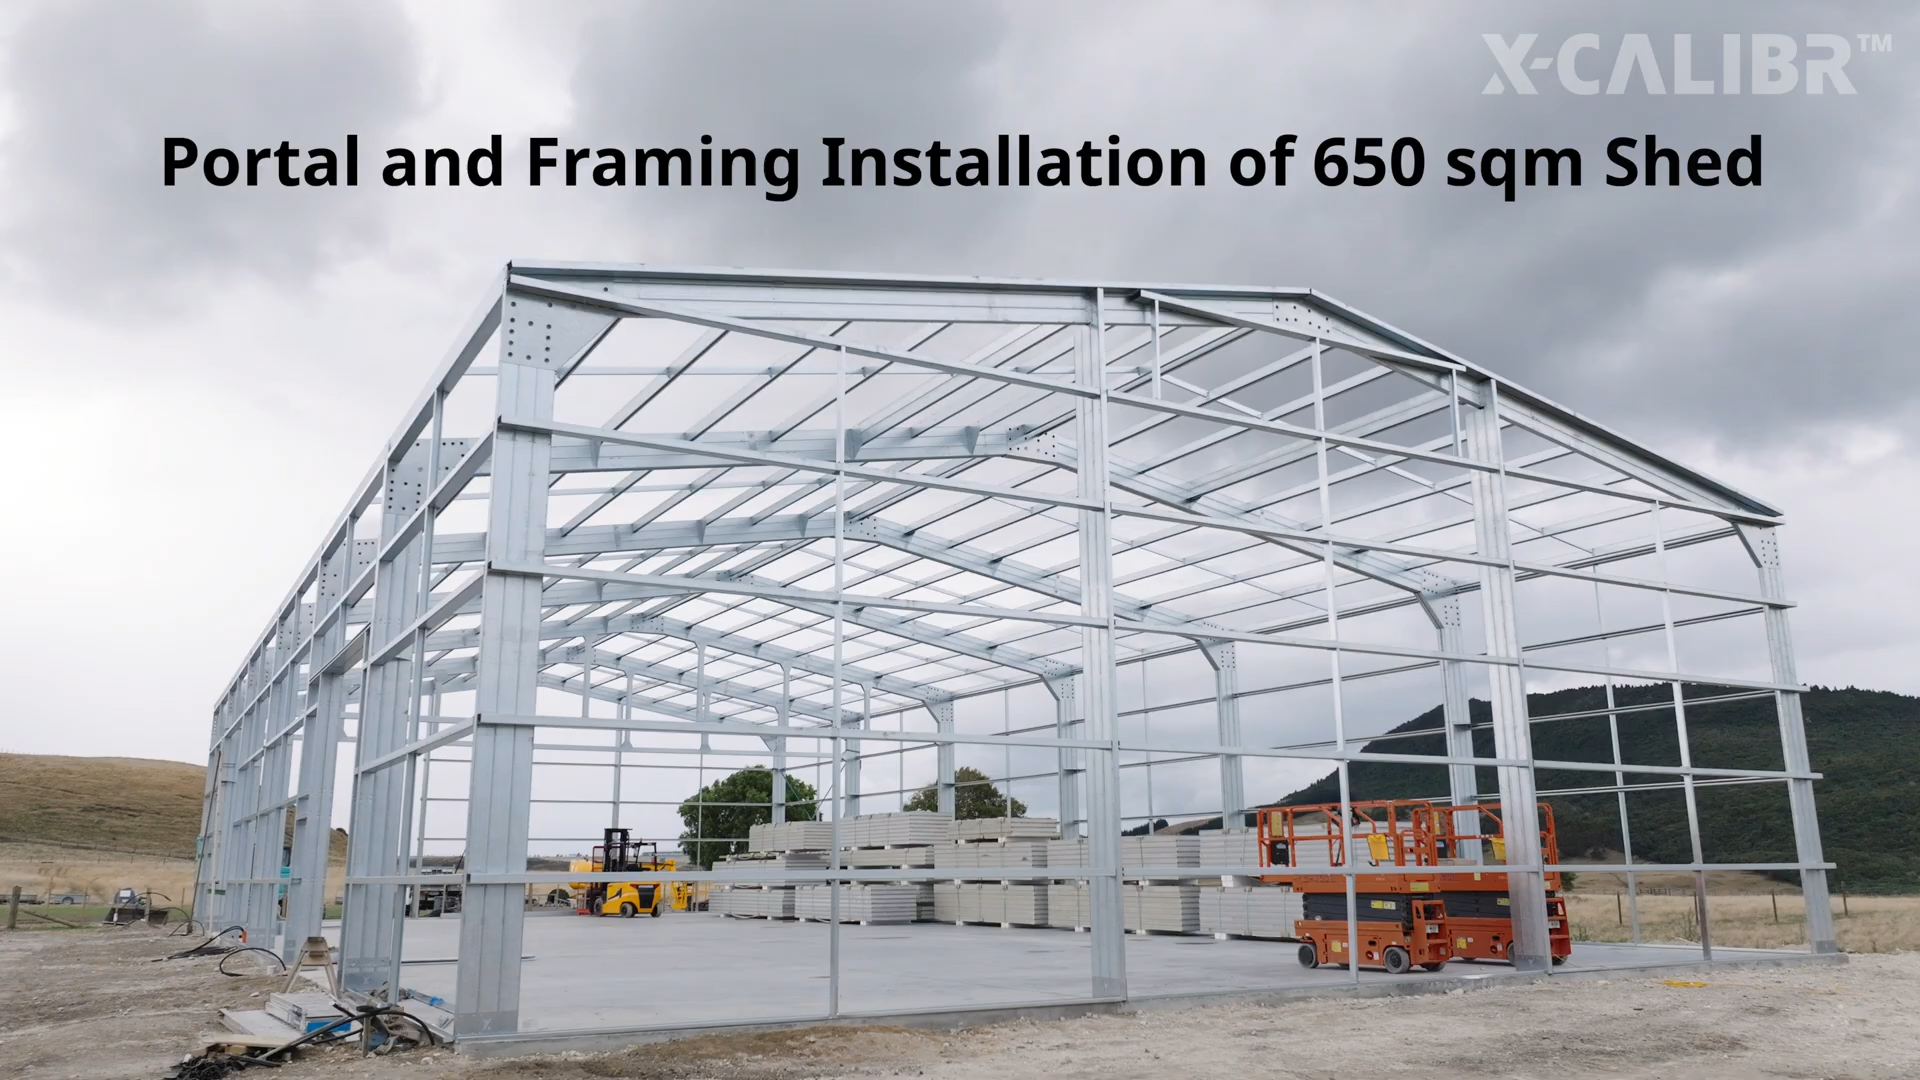 X-CALIBR™
Portal and Framing Installation of 650 sqm Shed